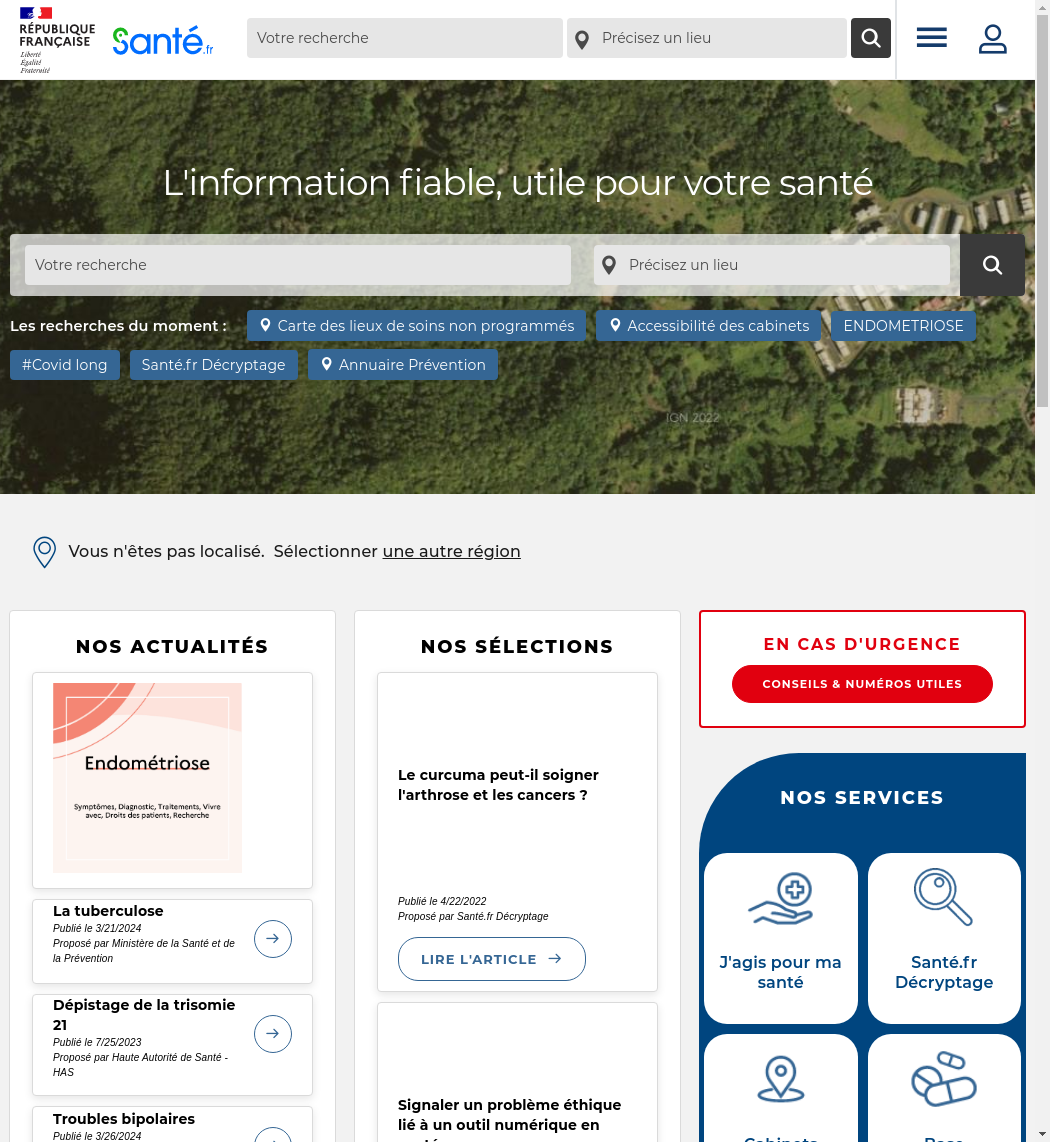 RÉPUBLIQUE
FRANÇAISE
Liberté
Égalité
Fraternité
Santé.fr
Votre recherche
Précisez un lieu
L'information fiable, utile pour votre santé
Votre recherche
Précisez un lieu
Les recherches du moment :
Carte des lieux de soins non programmés
Accessibilité des cabinets
ENDOMETRIOSE
#Covid long
Santé.fr Décryptage
Annuaire Prévention
IGN 2022
Vous n'êtes pas localisé. Sélectionner une autre région
NOS ACTUALITÉS
Endométriose
Symptômes, Diagnostic, Traitements, Vivre
avec, Droits des patients, Recherche
La tuberculose
Publié le 3/21/2024
Proposé par Ministère de la Santé et de
la Prévention
Dépistage de la trisomie
21
Publié le 7/25/2023
Proposé par Haute Autorité de Santé -
HAS
Troubles bipolaires
Publié le 3/26/2024
NOS SÉLECTIONS
Le curcuma peut-il soigner
l'arthrose et les cancers ?
Publié le 4/22/2022
Proposé par Santé.fr Décryptage
LIRE L'ARTICLE
Signaler un problème éthique
lié à un outil numérique en
EN CAS D'URGENCE
CONSEILS & NUMÉROS UTILES
NOS SERVICES
J'agis pour ma
santé
Santé.fr
Décryptage
Cabinets